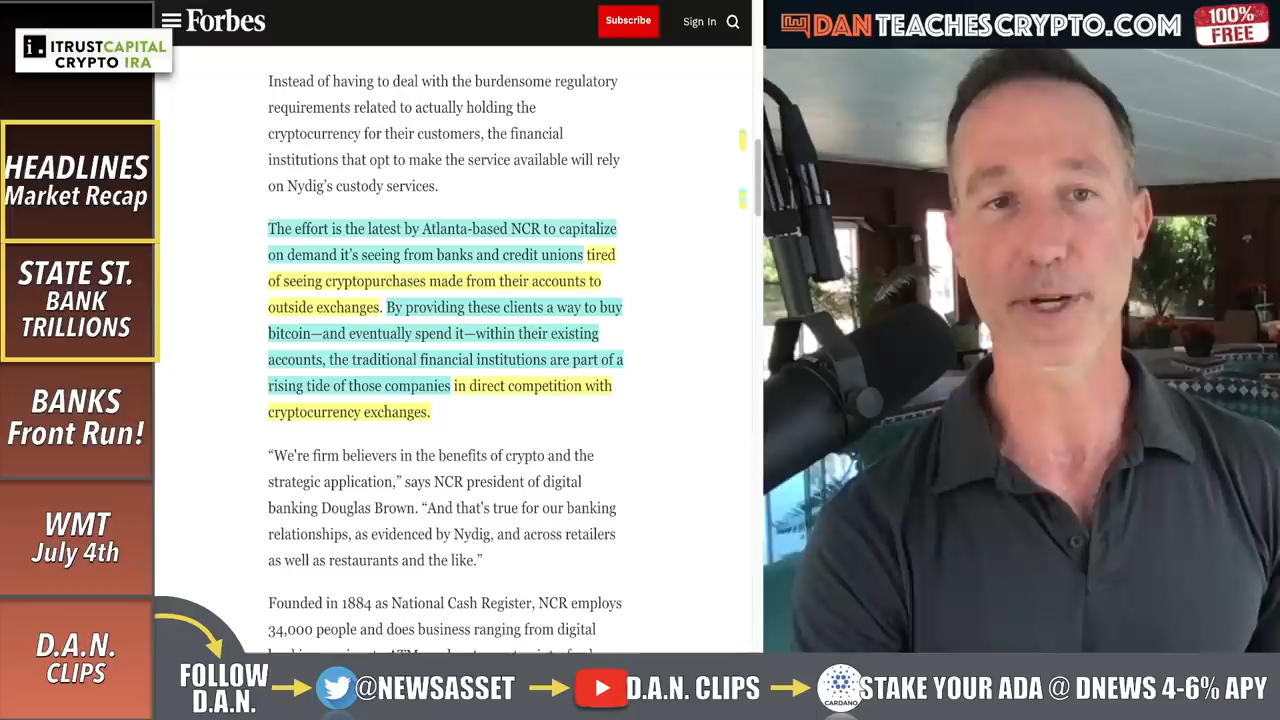 Forbes
Subscribe
Sign In
DANTEACHESCRYPTO.COM
100%
FREE
i.
ITRUSTCAPITAL
CRYPTO IRA
HEADLINES
Market Recap
STATE ST.
BANK
TRILLIONS
BANKS
Front Run!
WMT
July 4th
D.A.N.
CLIPS
Instead of having to deal with the burdensome regulatory
requirements related to actually holding the
cryptocurrency for their customers, the financial
institutions that opt to make the service available will rely
on Nydig’s custody services.
The effort is the latest by Atlanta-based NCR to capitalize
on demand it’s seeing from banks and credit unions tired
of seeing cryptopurchases made from their accounts to
outside exchanges. By providing these clients a way to buy
bitcoin—and eventually spend it—within their existing
accounts, the traditional financial institutions are part of a
rising tide of those companies in direct competition with
cryptocurrency exchanges.
“We're firm believers in the benefits of crypto and the
strategic application,” says NCR president of digital
banking Douglas Brown. “And that's true for our banking
relationships, as evidenced by Nydig, and across retailers
as well as restaurants and the like.”
Founded in 1884 as National Cash Register, NCR employs
34,000 people and does business ranging from digital
FOLLOW
D.A.N.
@NEWSASSET
D.A.N. CLIPS
CARDANO
STAKE YOUR ADA @ DNEWS 4-6% APY